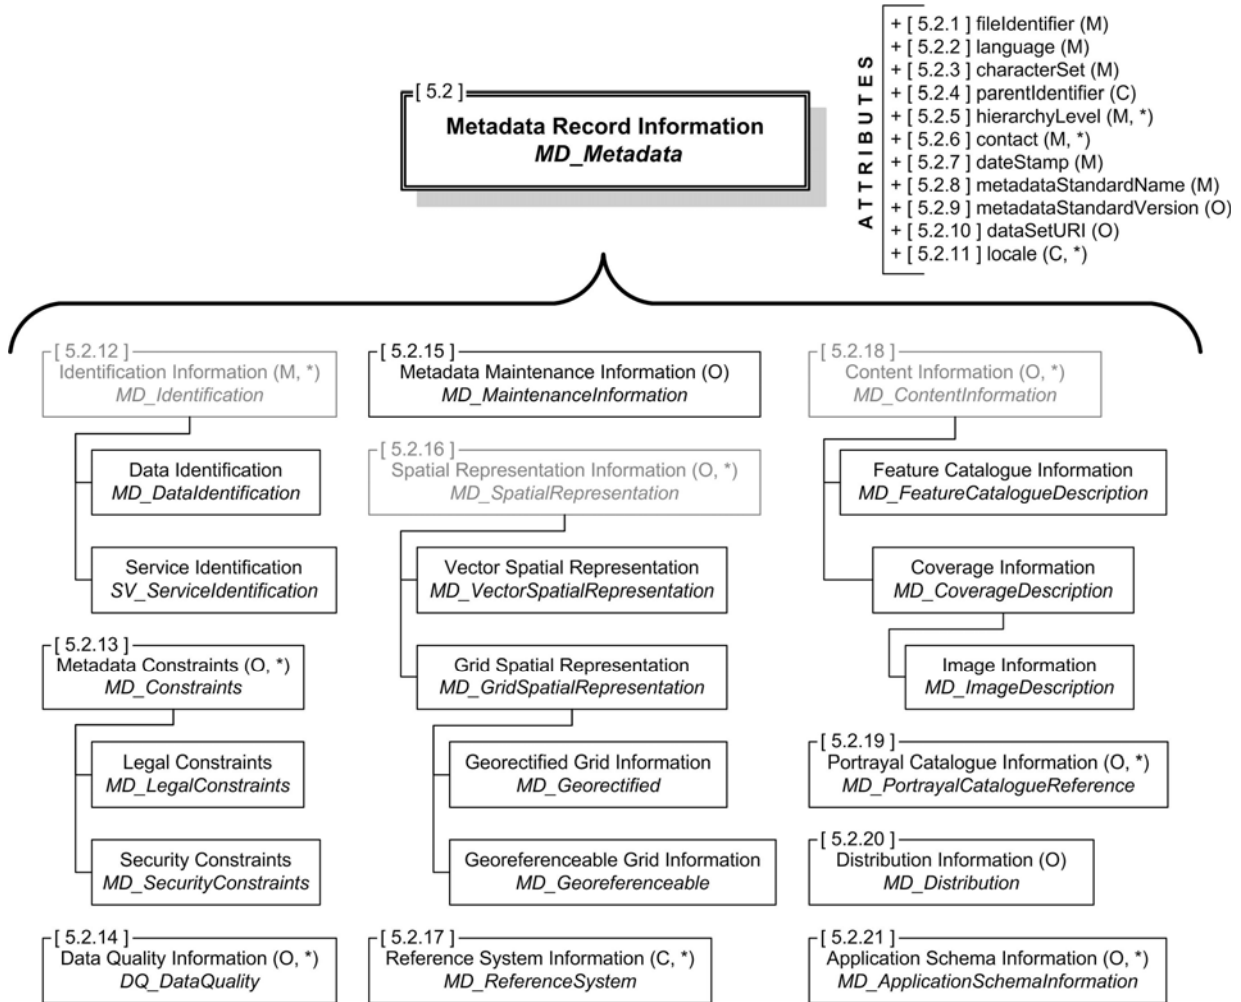 [ 5.2 ]
Metadata Record Information
MD_Metadata
ATTRIBUTES
+ [ 5.2.1 ] fileIdentifier (M)
+ [ 5.2.2 ] language (M)
+ [ 5.2.3 ] characterSet (M)
+ [ 5.2.4 ] parentIdentifier (C)
+ [ 5.2.5 ] hierarchyLevel (M, *)
+ [ 5.2.6 ] contact (M, *)
+ [ 5.2.7 ] dateStamp (M)
+ [ 5.2.8 ] metadataStandardName (M)
+ [ 5.2.9 ] metadataStandardVersion (O)
+ [ 5.2.10 ] dataSetURI (O)
+ [ 5.2.11 ] locale (C, *)
[ 5.2.12 ]
Identification Information (M, *)
MD_Identification
Data Identification
MD_DataIdentification
Service Identification
SV_ServiceIdentification
[ 5.2.13 ]
Metadata Constraints (O, *)
MD_Constraints
Legal Constraints
MD_LegalConstraints
Security Constraints
MD_SecurityConstraints
[ 5.2.14 ]
Data Quality Information (O, *)
DQ_DataQuality
[ 5.2.15 ]
Metadata Maintenance Information (O)
MD_MaintenanceInformation
[ 5.2.16 ]
Spatial Representation Information (O, *)
MD_SpatialRepresentation
Vector Spatial Representation
MD_VectorSpatialRepresentation
Grid Spatial Representation
MD_GridSpatialRepresentation
Georectified Grid Information
MD_Georectified
Georeferenceable Grid Information
MD_Georeferenceable
[ 5.2.17 ]
Reference System Information (C, *)
MD_ReferenceSystem
[ 5.2.18 ]
Content Information (O, *)
MD_ContentInformation
Feature Catalogue Information
MD_FeatureCatalogueDescription
Coverage Information
MD_CoverageDescription
Image Information
MD_ImageDescription
[ 5.2.19 ]
Portrayal Catalogue Information (O, *)
MD_PortrayalCatalogueReference
[ 5.2.20 ]
Distribution Information (O)
MD_Distribution
[ 5.2.21 ]
Application Schema Information (O, *)
MD_ApplicationSchemaInformation